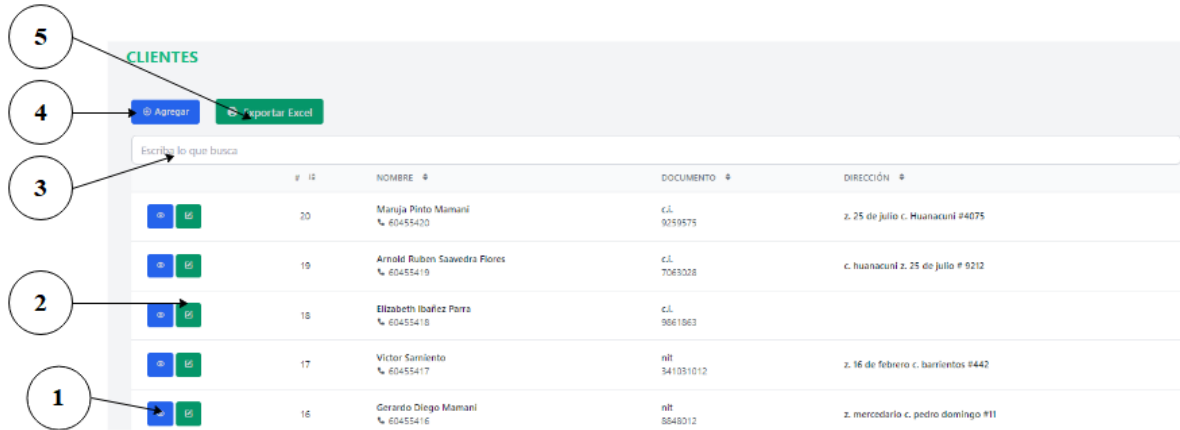 5
CLIENTES
4
Agregar
Exportar Excel
Escriba lo que busca
3
# NOMBRE DOCUMENTO DIRECCIÓN
20 Maruja Pinto Mamani c.i. z. 25 de julio c. Huanacuni #4075
60455420 9259575
19 Arnold Ruben Saavedra Flores c.i. c. huanacuni z. 25 de julio # 9212
60455419 7063028
2
18 Elizabeth Ibañez Parra c.i.
60455418 9861863
17 Victor Sarmiento nit z. 16 de febrero c. barrientos #442
60455417 341031012
1
16 Gerardo Diego Mamani nit z. mercedario c. pedro domingo #11
60455416 8848012